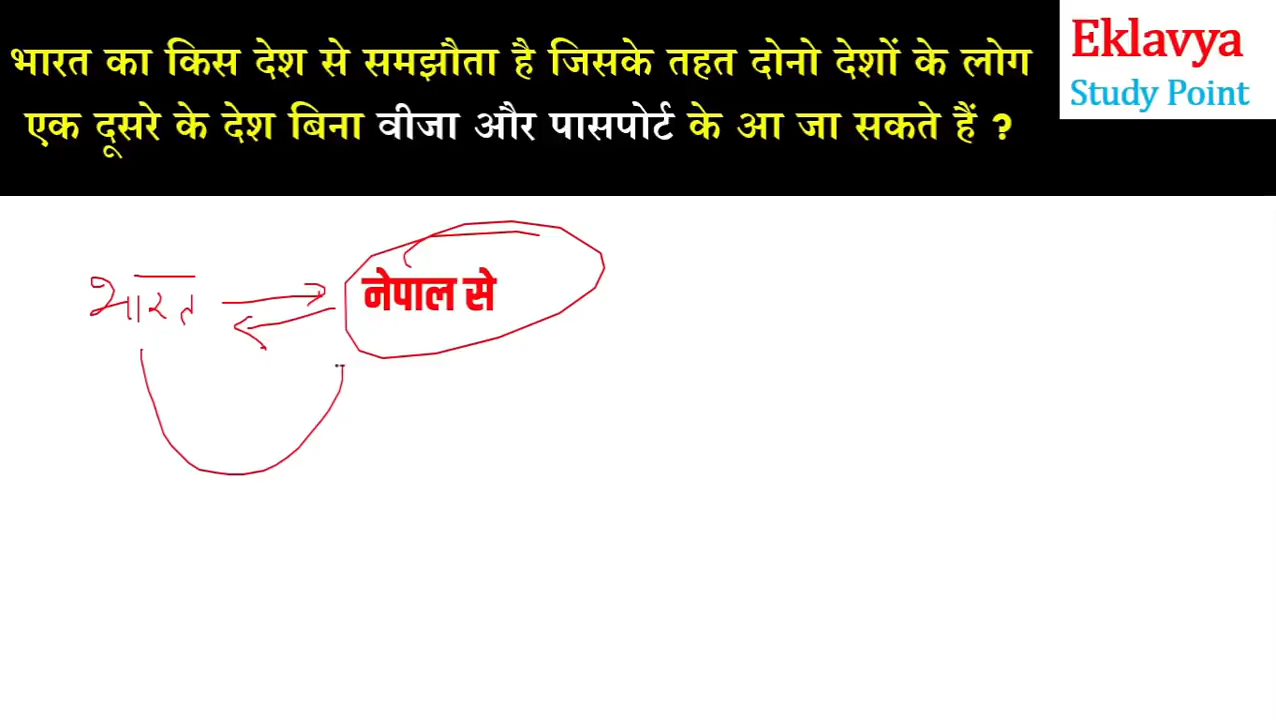 भारत का किस देश से समझौता है जिसके तहत दोनो देशों के लोग
एक दूसरे के देश बिना वीजा और पासपोर्ट के आ जा सकते हैं ?
Eklavya
Study Point
भारत
नेपाल से